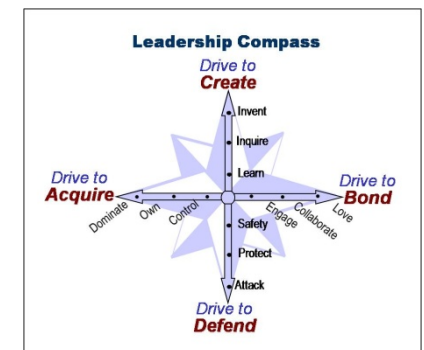 Leadership Compass
Drive to
Create
Invent
Inquire
Learn
Drive to
Acquire
Drive to
Bond
Dominate
Own
Control
Engage
Collaborate
Love
Safety
Protect
Attack
Drive to
Defend